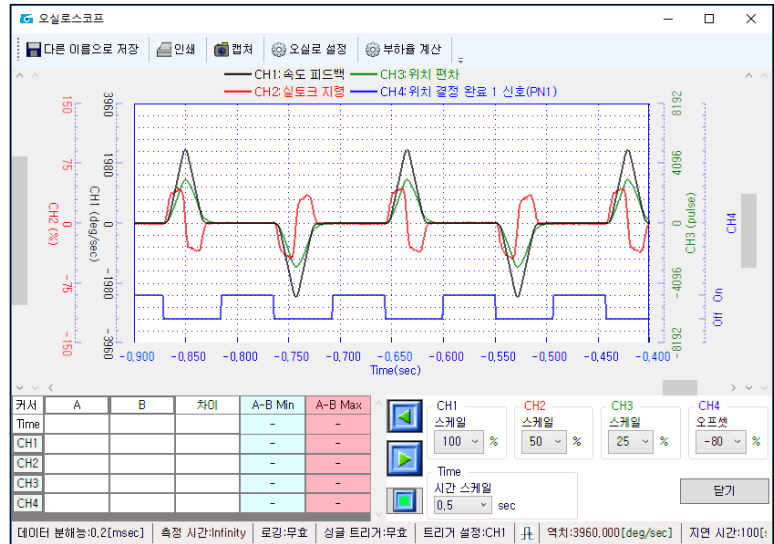 오실로스코프
다른 이름으로 저장 인쇄 캡처 오실로 설정 부하율 계산
CH1:속도 피드백 CH3:위치 편차
CH2:실토크 지령 CH4:위치 결정 완료 1 신호(PN1)
150 75 0 -75 -150
CH2 (%)
3960 1980 0 -1980 -3960
CH1 (deg/sec)
8192 4096 0 -4096 -8192
CH3 (pulse)
CH4
Off On
-0,900 -0,850 -0,800 -0,750 -0,700 -0,650 -0,600 -0,550 -0,500 -0,450 -0,400
Time(sec)
커서 A B 차이 A-B Min A-B Max
Time - -
CH1 - -
CH2 - -
CH3 - -
CH4 - -
CH1 CH2 CH3 CH4
스케일 스케일 스케일 오프셋
100 % 50 % 25 % -80 %
Time
시간 스케일
0,5 sec
닫기
데이터 분해능:0,2[msec] 측정 시간:Infinity 로깅:무효 싱글 트리거:무효 트리거 설정:CH1 역치:3960,000[deg/sec] 지연 시간:100[